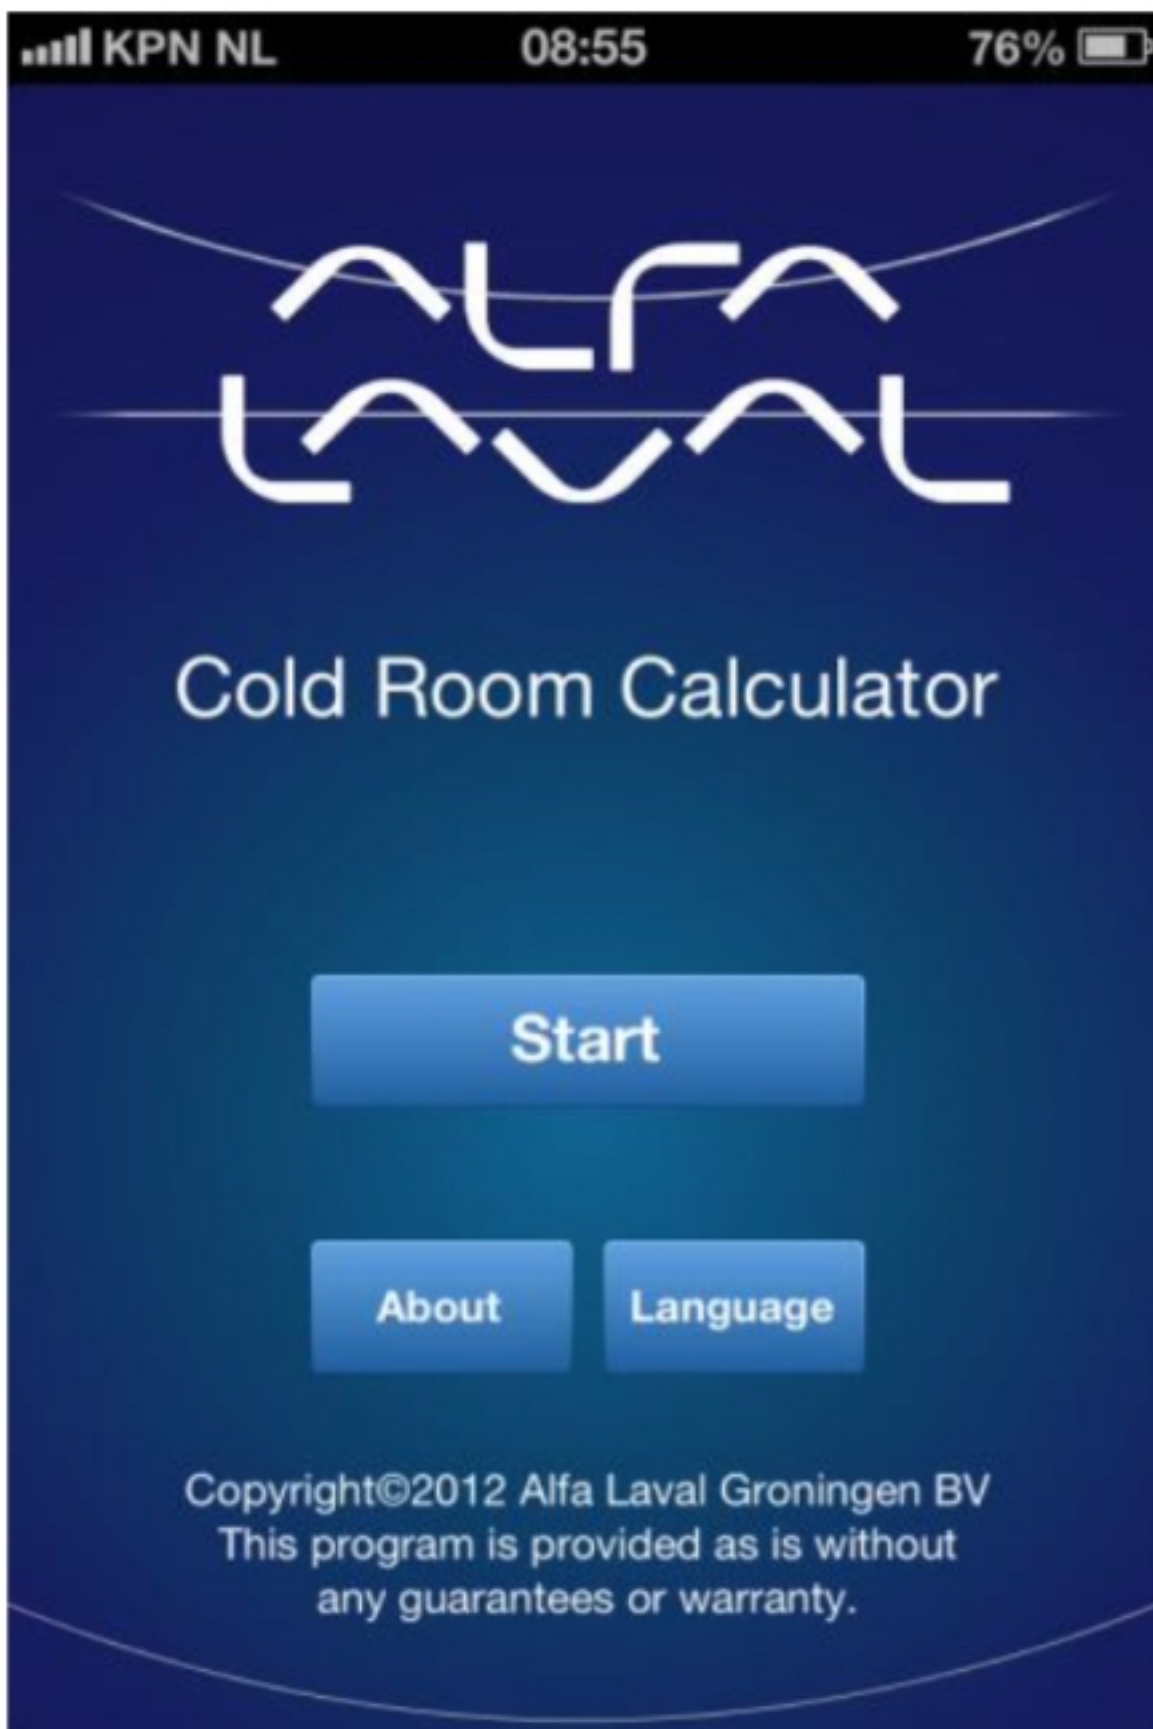 KPN NL 08:55 76%
ALFA
LAVAL
Cold Room Calculator
Start
About Language
Copyright©2012 Alfa Laval Groningen BV
This program is provided as is without
any guarantees or warranty.